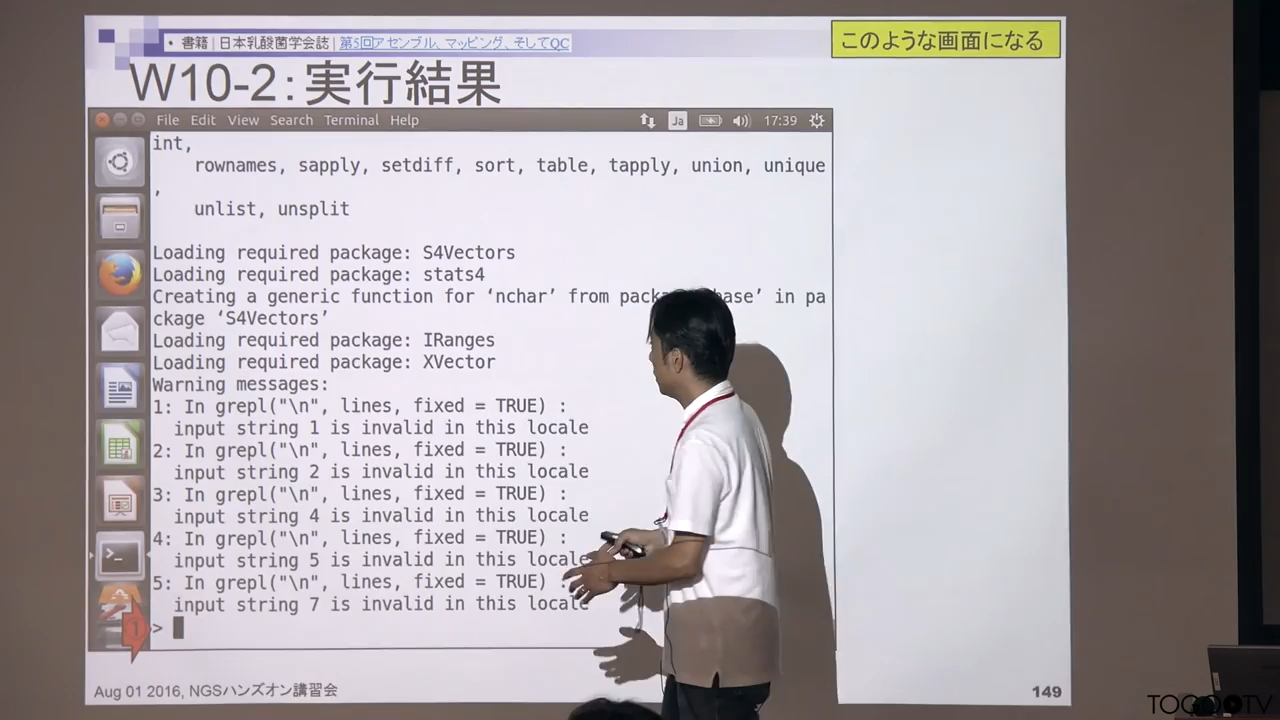 • 書籍 | 日本乳酸菌学会誌 | 第5回アセンブル、マッピング、そしてQC
このような画面になる
W10-2：実行結果
File Edit View Search Terminal Help
Ja
17:39
int,
rownames, sapply, setdiff, sort, table, tapply, union, unique
,
unlist, unsplit
Loading required package: S4Vectors
Loading required package: stats4
Creating a generic function for ‘nchar’ from base’ in pa
ckage ‘S4Vectors’
Loading required package: IRanges
Loading required package: XVector
Warning messages:
1: In grepl("\n", lines, fixed = TRUE) :
input string 1 is invalid in this locale
2: In grepl("\n", lines, fixed = TRUE) :
input string 2 is invalid in this locale
3: In grepl("\n", lines, fixed = TRUE) :
input string 4 is invalid in this locale
4: In grepl("\n", lines, fixed = TRUE) :
input string 5 is invalid in this locale
5: In grepl("\n", lines, fixed = TRUE) :
input string 7 is invalid in this locale
1
>
Aug 01 2016, NGSハンズオン講習会
149
TOGOTV